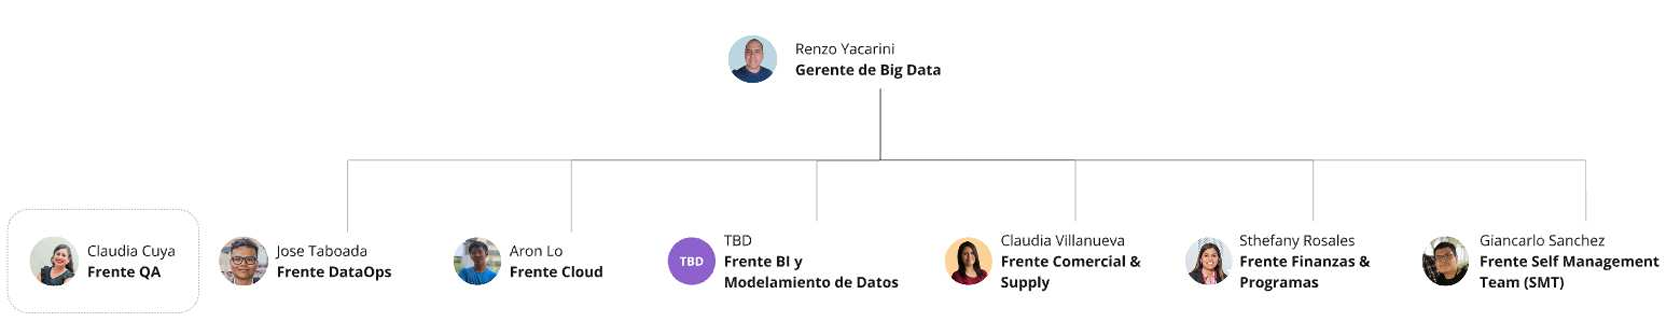 Renzo Yacarini
Gerente de Big Data
Claudia Cuya
Frente QA
Jose Taboada
Frente DataOps
Aron Lo
Frente Cloud
TBD
TBD
Frente BI y
Modelamiento de Datos
Claudia Villanueva
Frente Comercial &
Supply
Sthefany Rosales
Frente Finanzas &
Programas
Giancarlo Sanchez
Frente Self Management
Team (SMT)